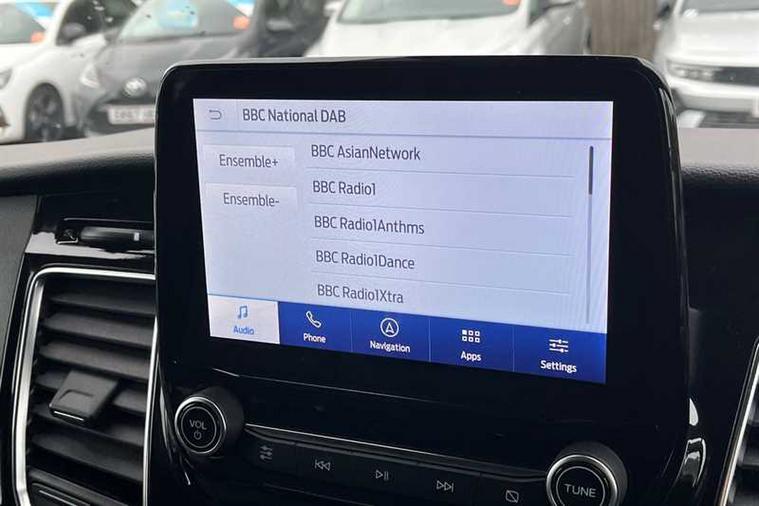 BBC National DAB
Ensemble+
Ensemble-
BBC AsianNetwork
BBC Radio1
BBC Radio1Anthms
BBC Radio1Dance
BBC Radio1Xtra
Audio
Phone
Navigation
Apps
Settings
VOL
TUNE